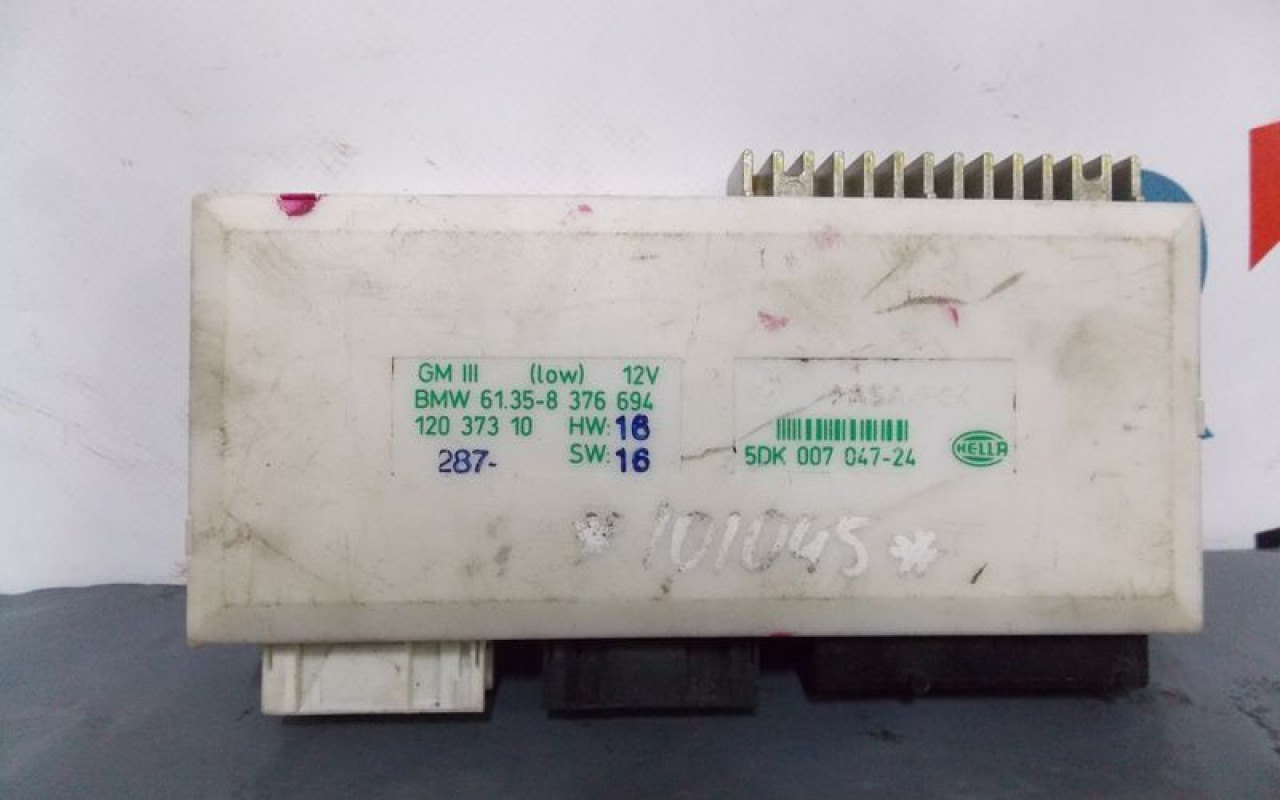 GM III (low) 12V
BMW 61.35-8 376 694
120 373 10 HW: 16
287- SW: 16
5DK 007 047-24
HELLA
* 101045 *